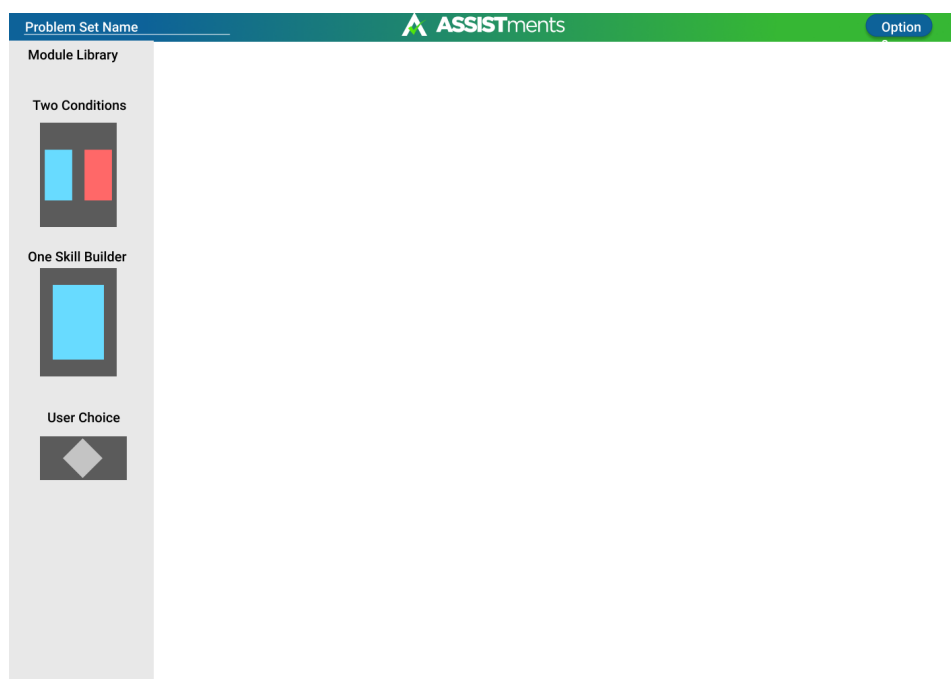 Problem Set Name
ASSISTments
Option
Module Library
Two Conditions
One Skill Builder
User Choice